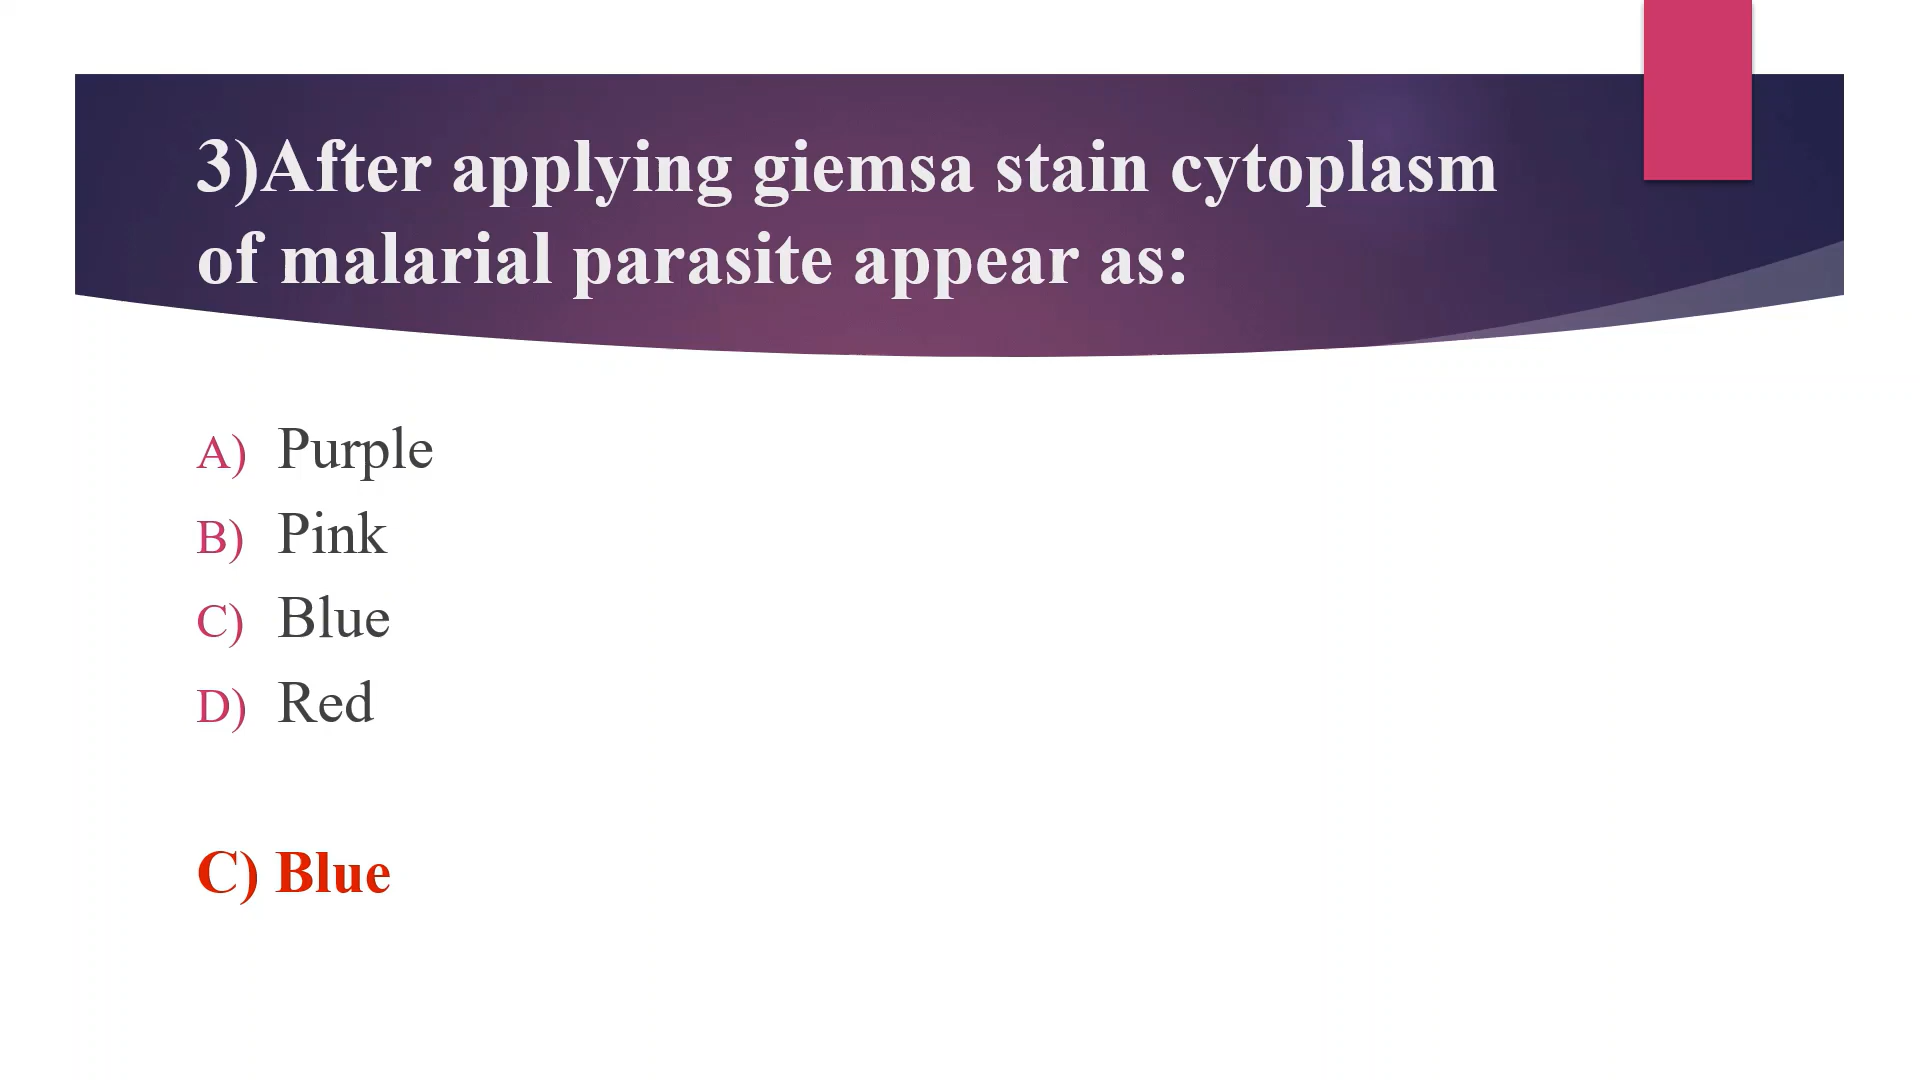 3)After applying giemsa stain cytoplasm
of malarial parasite appear as:
A) Purple
B) Pink
C) Blue
D) Red
C) Blue